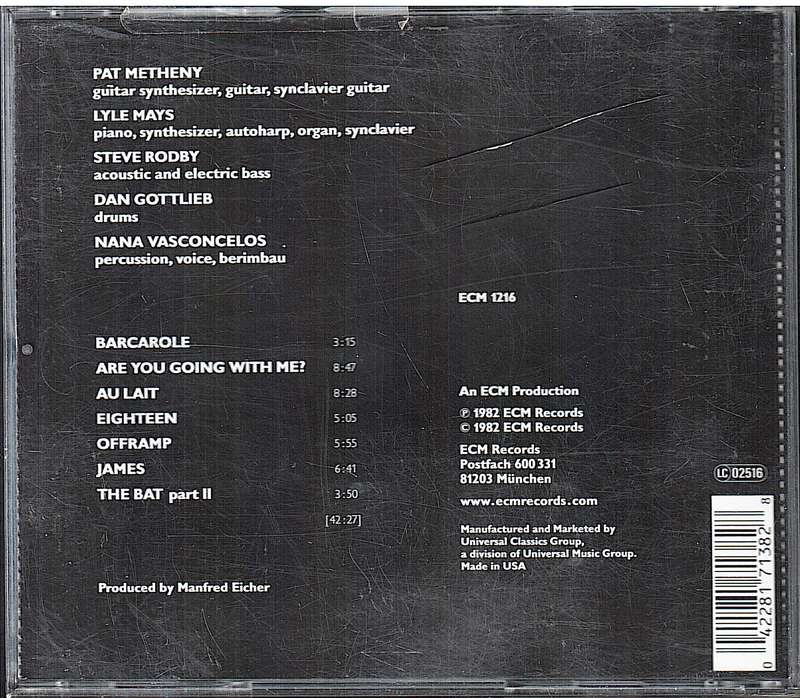 PAT METHENY
guitar synthesizer, guitar, synclavier guitar
LYLE MAYS
piano, synthesizer, autoharp, organ, synclavier
STEVE RODBY
acoustic and electric bass
DAN GOTTLIEB
drums
NANA VASCONCELOS
percussion, voice, berimbau
ECM 1216
BARCAROLE 3:15
ARE YOU GOING WITH ME? 8:47
AU LAIT 8:28
EIGHTEEN 5:05
OFFRAMP 5:55
JAMES 6:41
THE BAT part II 3:50
[42:27]
Produced by Manfred Eicher
An ECM Production
℗ 1982 ECM Records
© 1982 ECM Records
ECM Records
Postfach 600 331
81203 München
www.ecmrecords.com
Manufactured and Marketed by
Universal Classics Group,
a division of Universal Music Group.
Made in USA
LC 02516
0 42281 71382 8